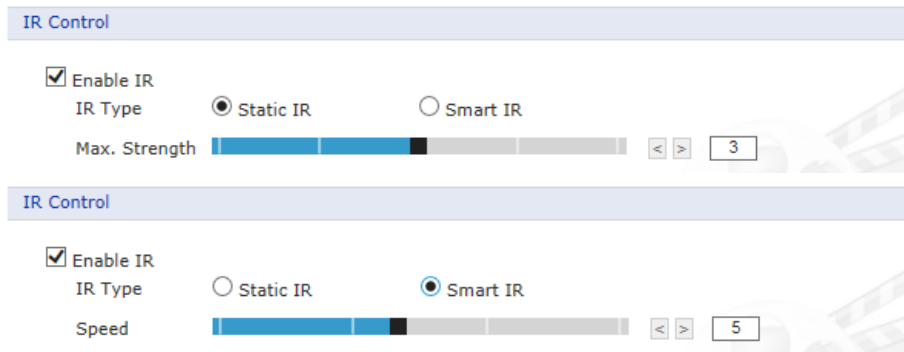 IR Control
Enable IR
IR Type Static IR Smart IR
Max. Strength < > 3
IR Control
Enable IR
IR Type Static IR Smart IR
Speed < > 5